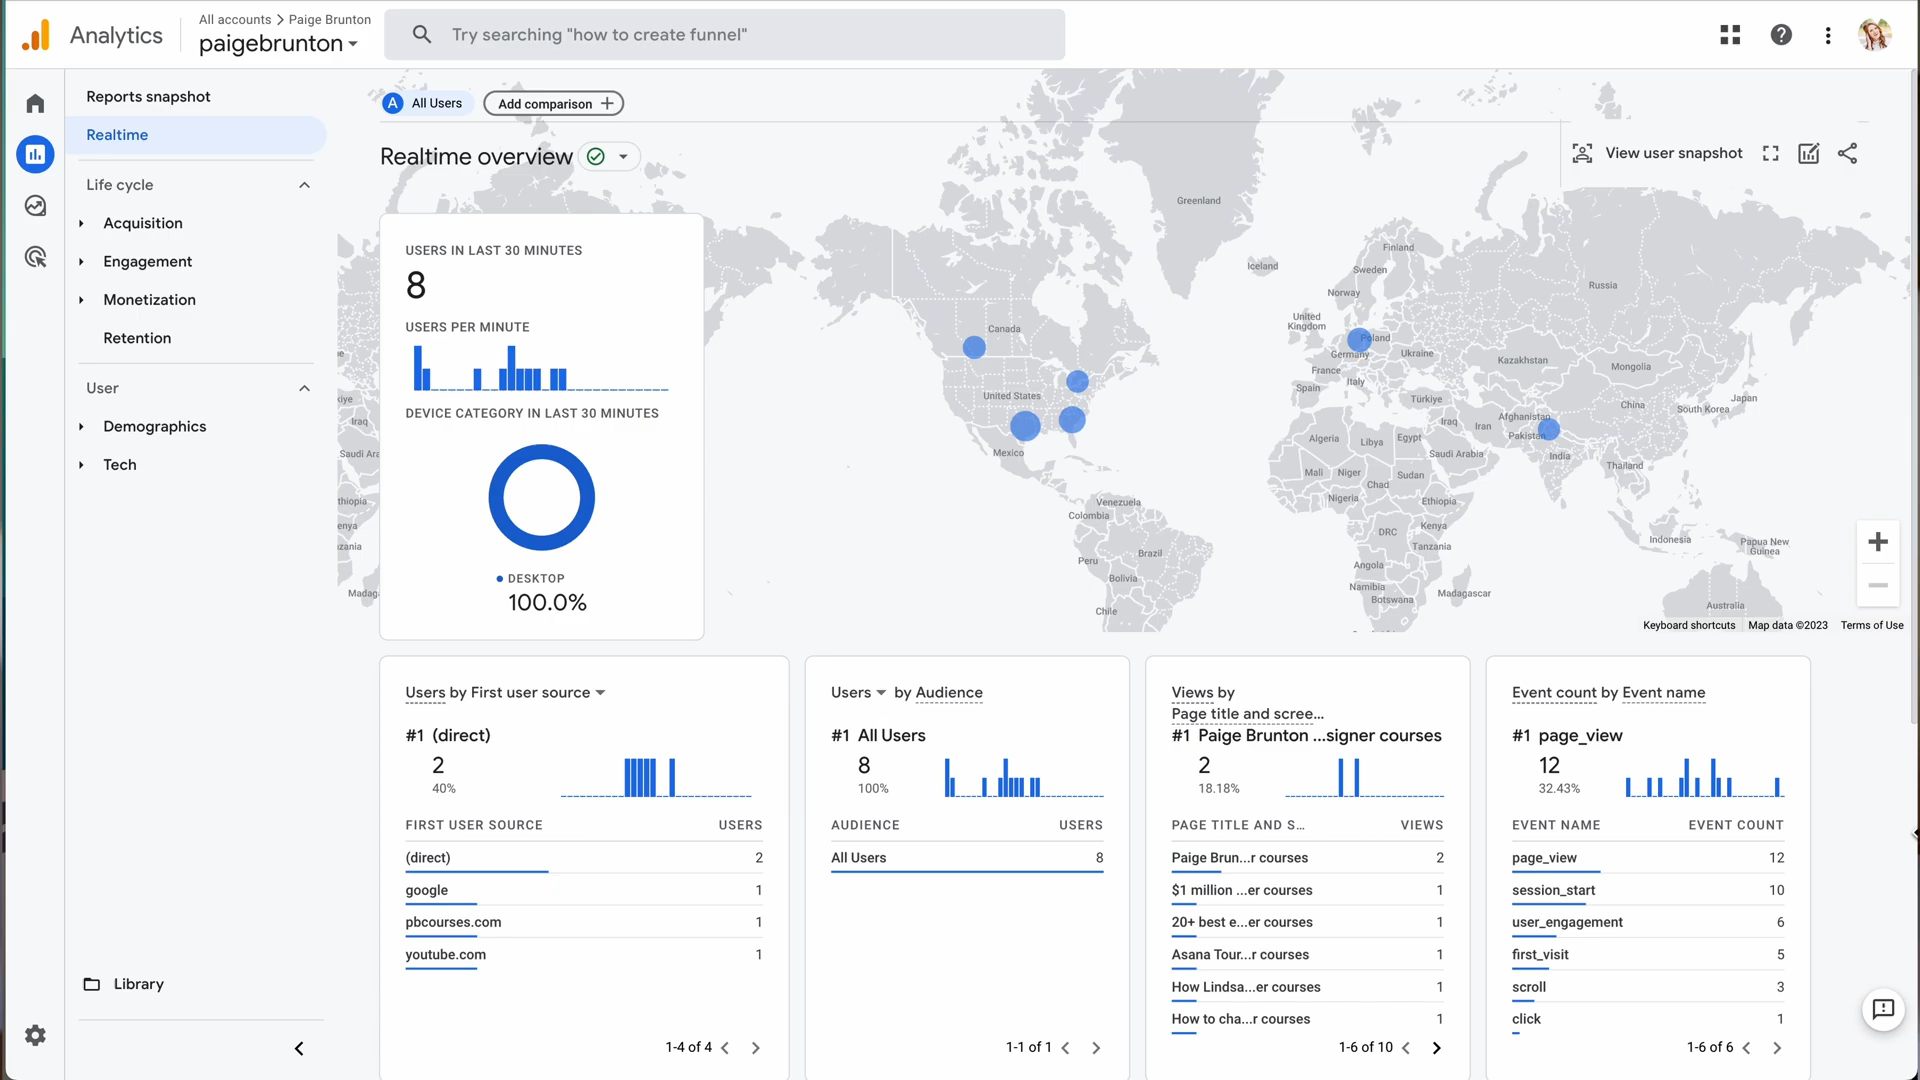 Analytics
All accounts > Paige Brunton
paigebrunton
Try searching "how to create funnel"
Reports snapshot
Realtime
Life cycle
Acquisition
Engagement
Monetization
Retention
User
Demographics
Tech
Library
A All Users
Add comparison +
Realtime overview
View user snapshot
USERS IN LAST 30 MINUTES
8
USERS PER MINUTE
DEVICE CATEGORY IN LAST 30 MINUTES
DESKTOP
100.0%
Greenland
Iceland
Finland
Sweden
Norway
Russia
United
Kingdom
Canada
Poland
Germany
Ukraine
Kazakhstan
Mongolia
France
Italy
Spain
United States
Türkiye
Japan
China
South Korea
Afghanistan
Iraq
Iran
Pakistan
Algeria
Libya
Egypt
Mexico
Saudi Arabia
India
Thailand
Mali
Niger
Sudan
Chad
Nigeria
Ethiopia
Venezuela
Colombia
DRC
Kenya
Tanzania
Indonesia
Papua New
Guinea
Brazil
Peru
Angola
Bolivia
Namibia
Botswana
Madagascar
Chile
Australia
Iraq
Saudi Ara
thiopia
enya
zania
Madag
Keyboard shortcuts
Map data ©2023
Terms of Use
Users by First user source
#1 (direct)
2
40%
FIRST USER SOURCE USERS
(direct) 2
google 1
pbcourses.com 1
youtube.com 1
1-4 of 4
Users by Audience
#1 All Users
8
100%
AUDIENCE USERS
All Users 8
1-1 of 1
Views by
Page title and scree...
#1 Paige Brunton ...signer courses
2
18.18%
PAGE TITLE AND S... VIEWS
Paige Brun...r courses 2
$1 million ...er courses 1
20+ best e...er courses 1
Asana Tour...r courses 1
How Lindsa...er courses 1
How to cha...r courses 1
1-6 of 10
Event count by Event name
#1 page_view
12
32.43%
EVENT NAME EVENT COUNT
page_view 12
session_start 10
user_engagement 6
first_visit 5
scroll 3
click 1
1-6 of 6